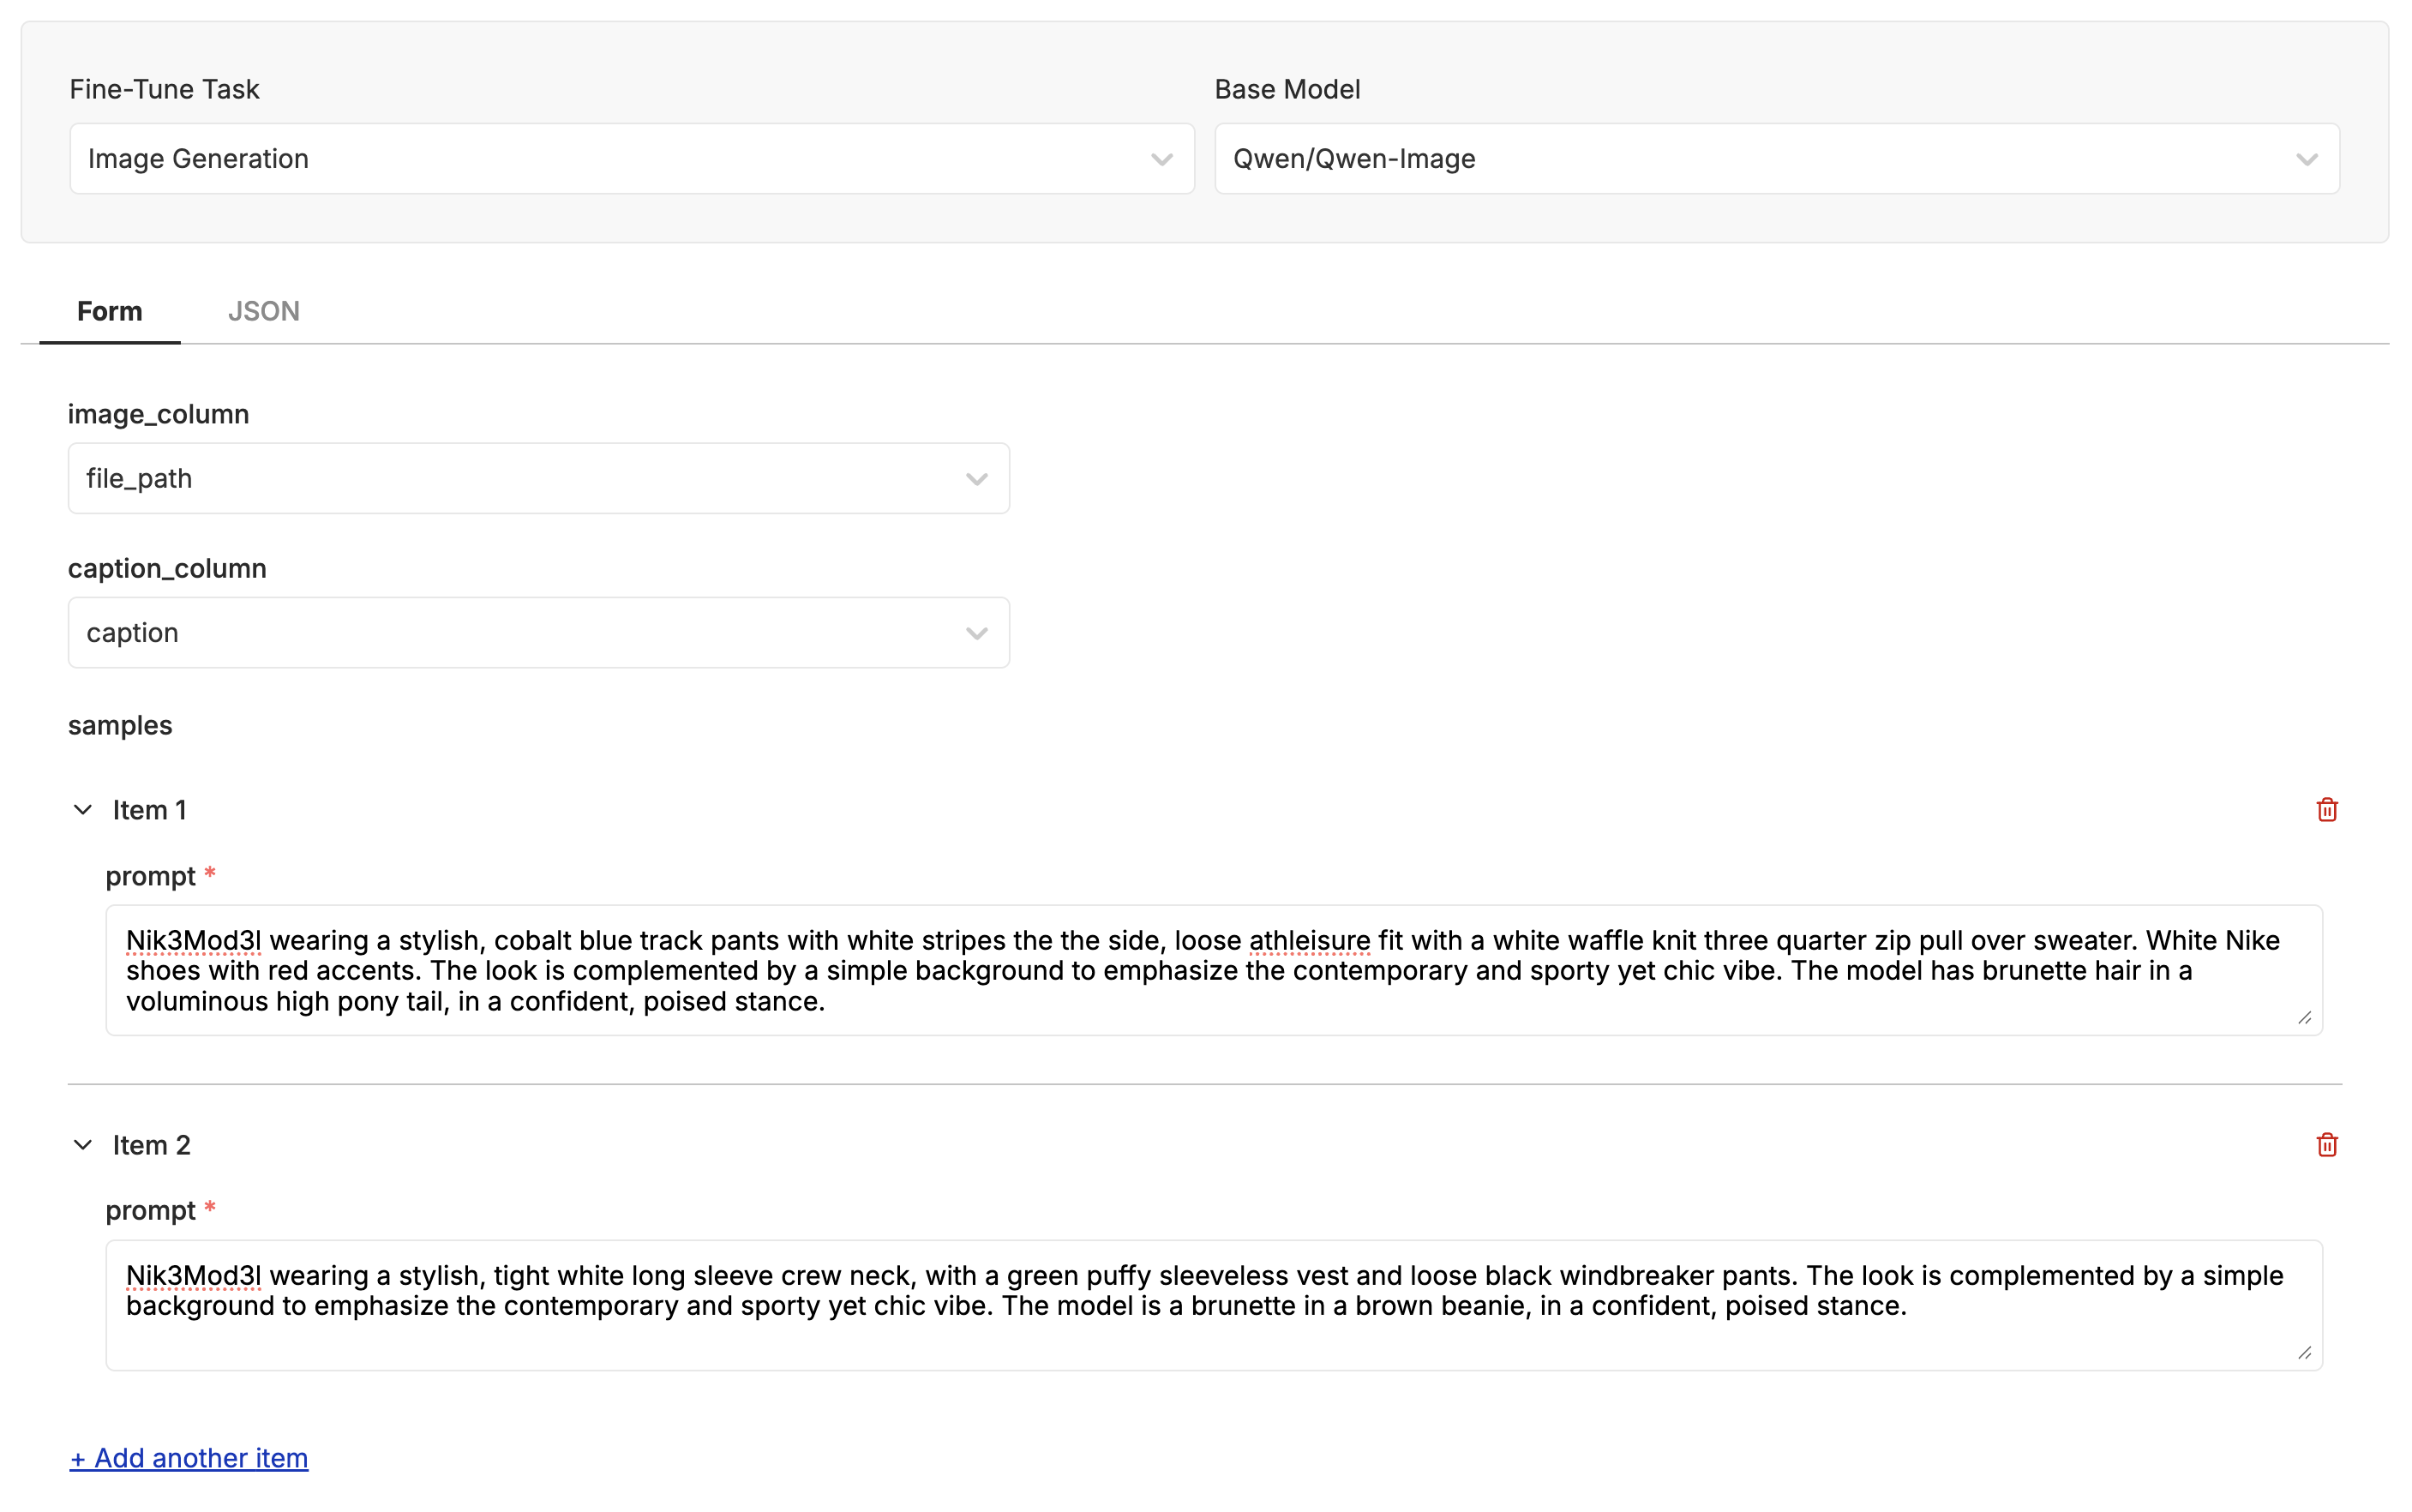 Fine-Tune Task
Base Model
Image Generation
Qwen/Qwen-Image
Form
JSON
image_column
file_path
caption_column
caption
samples
Item 1
prompt *
Nik3Mod3l wearing a stylish, cobalt blue track pants with white stripes the the side, loose athleisure fit with a white waffle knit three quarter zip pull over sweater. White Nike
shoes with red accents. The look is complemented by a simple background to emphasize the contemporary and sporty yet chic vibe. The model has brunette hair in a
voluminous high pony tail, in a confident, poised stance.
Item 2
prompt *
Nik3Mod3l wearing a stylish, tight white long sleeve crew neck, with a green puffy sleeveless vest and loose black windbreaker pants. The look is complemented by a simple
background to emphasize the contemporary and sporty yet chic vibe. The model is a brunette in a brown beanie, in a confident, poised stance.
+ Add another item